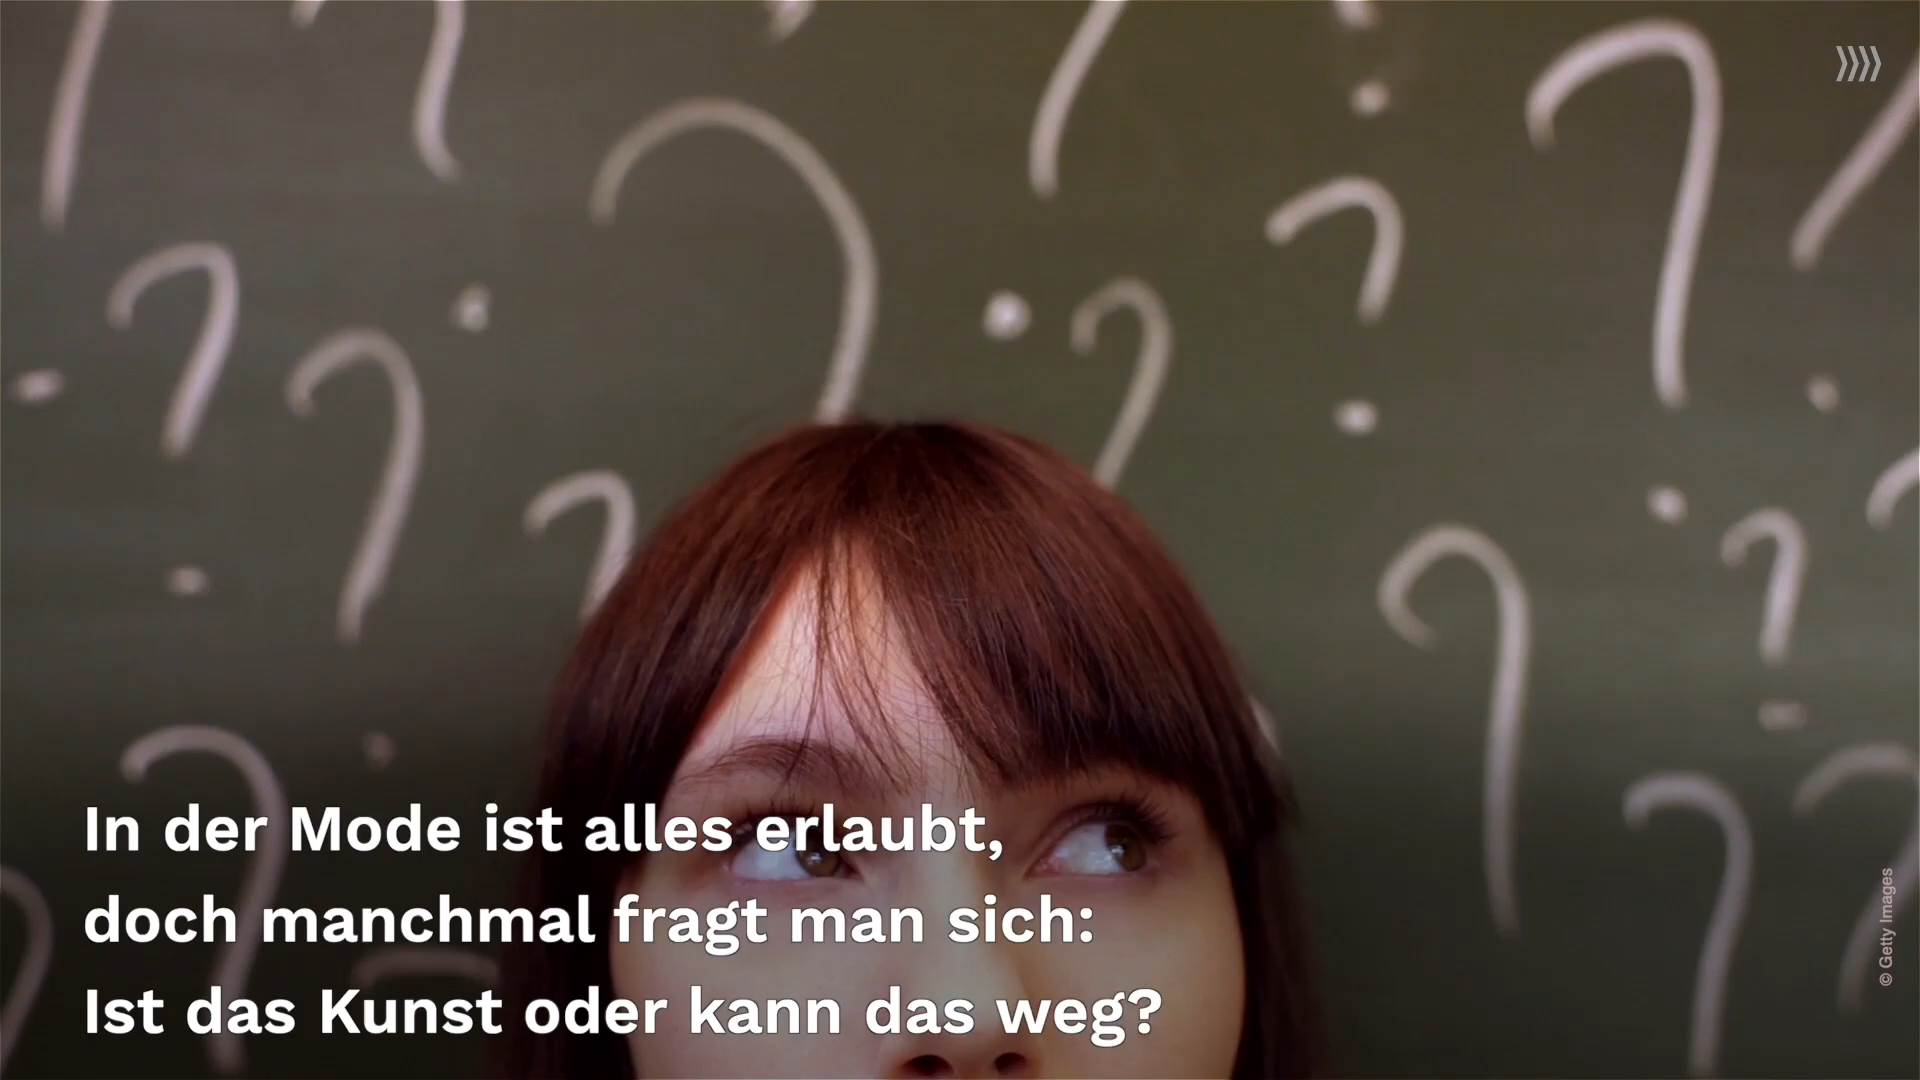 In der Mode ist alles erlaubt,
doch manchmal fragt man sich:
Ist das Kunst oder kann das weg?
© Getty Images